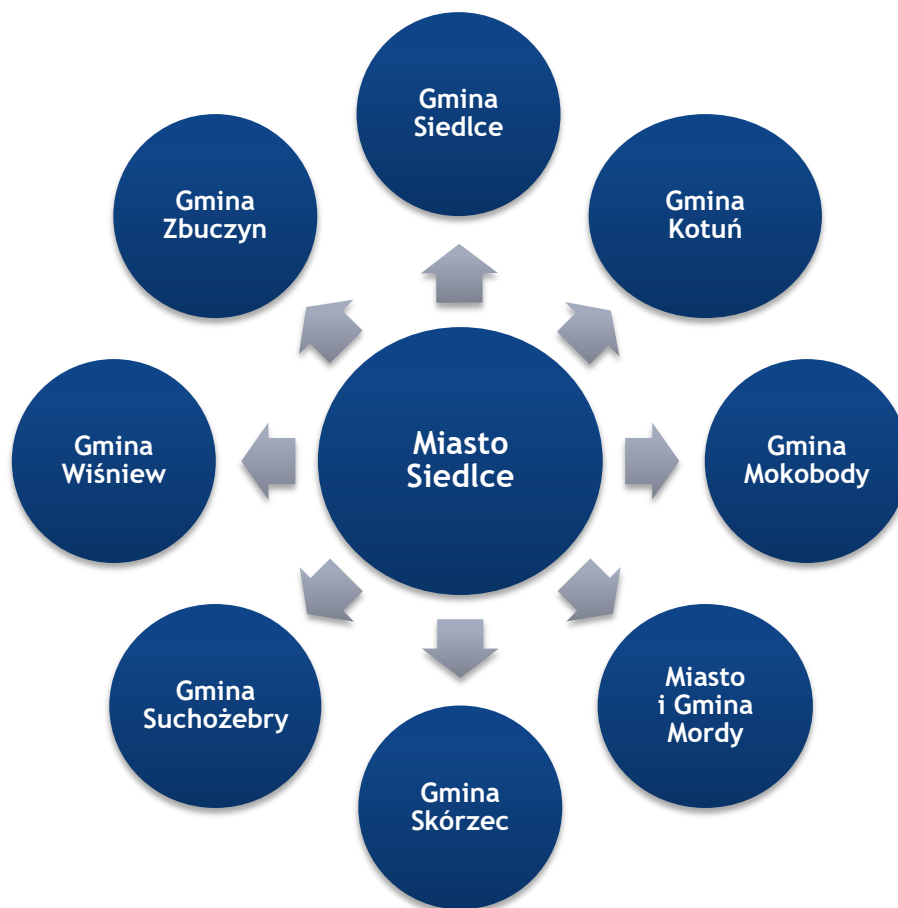 Gmina
Siedlce
Gmina
Zbuczyn
Gmina
Kotuń
Gmina
Wiśniew
Miasto
Siedlce
Gmina
Mokobody
Gmina
Suchożebry
Miasto
i Gmina
Mordy
Gmina
Skórzec